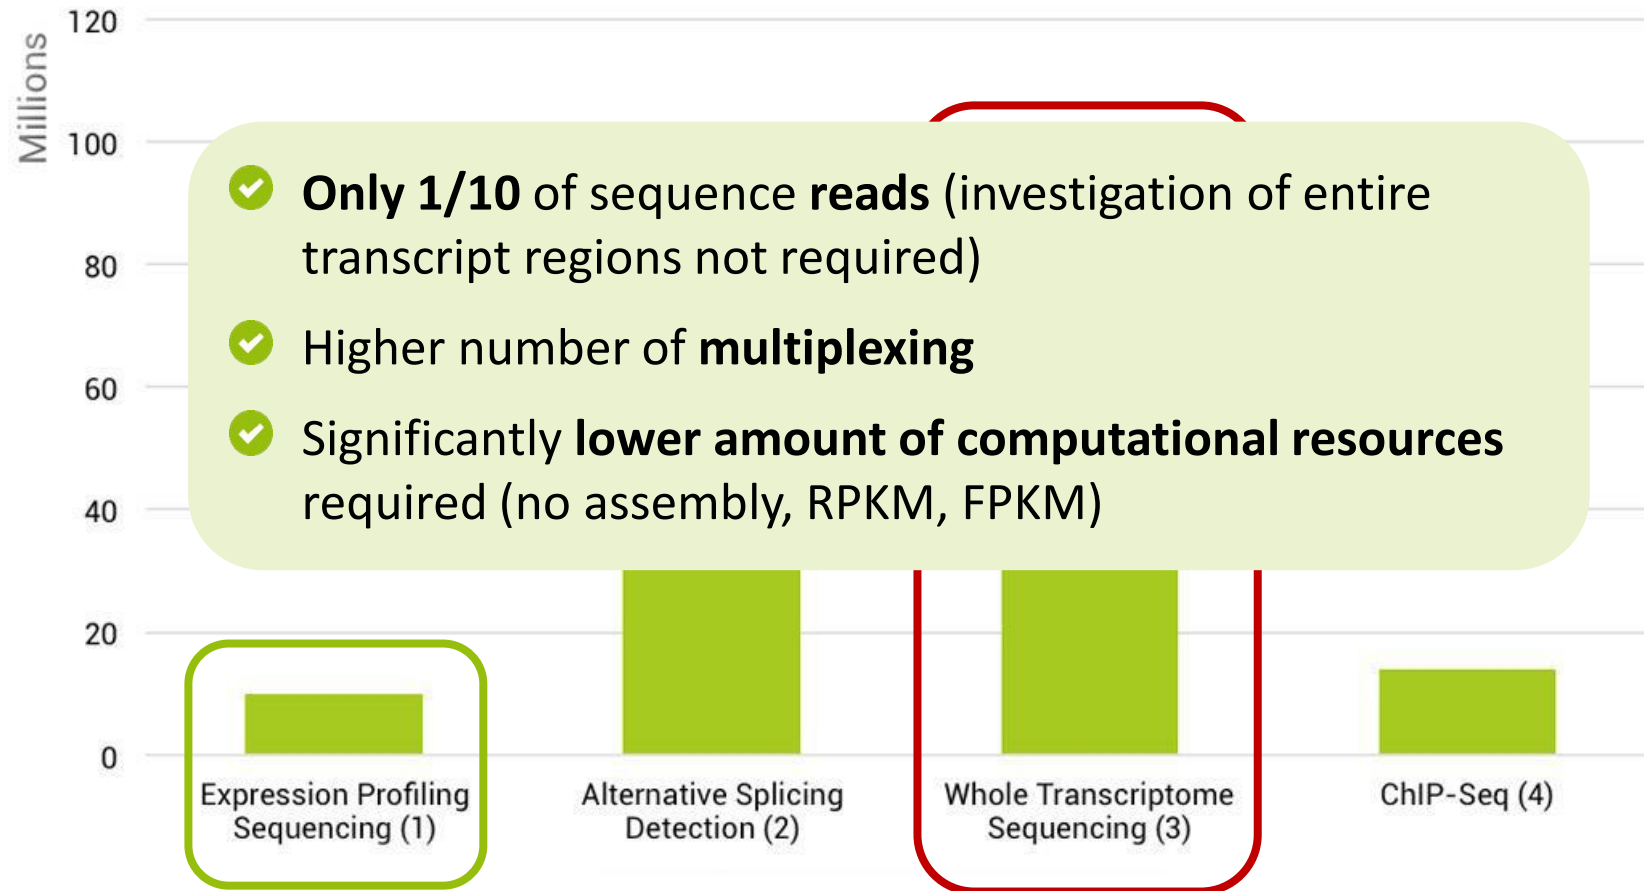 Millions
120
100
80
60
40
20
0
Only 1/10 of sequence reads (investigation of entire
transcript regions not required)
Higher number of multiplexing
Significantly lower amount of computational resources
required (no assembly, RPKM, FPKM)
Expression Profiling
Sequencing (1)
Alternative Splicing
Detection (2)
Whole Transcriptome
Sequencing (3)
ChIP-Seq (4)